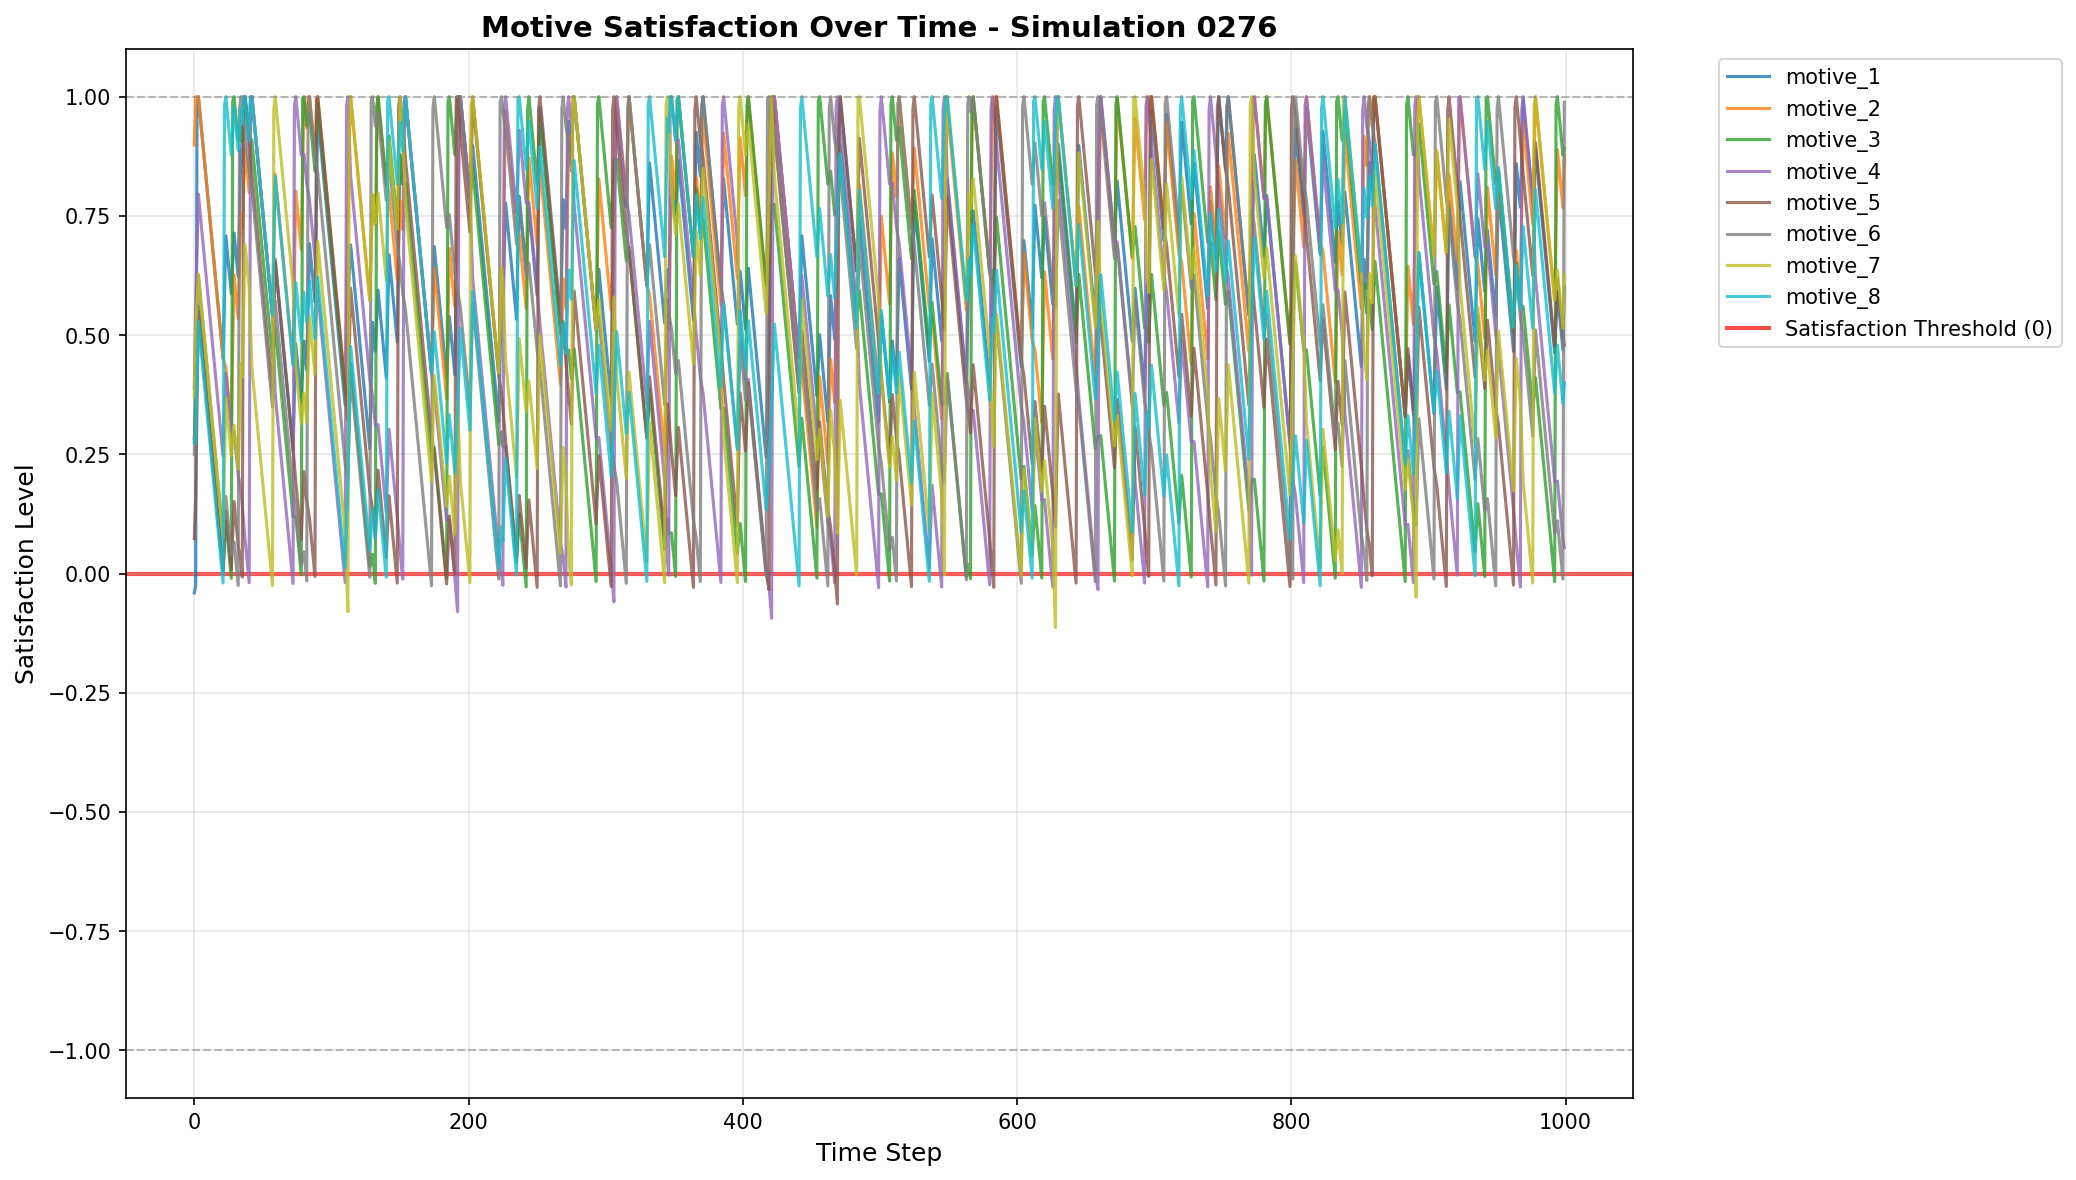 Motive Satisfaction Over Time - Simulation 0276
1.00
0.75
0.50
0.25
0.00
−0.25
−0.50
−0.75
−1.00
Satisfaction Level
0
200
400
600
800
1000
Time Step
motive_1
motive_2
motive_3
motive_4
motive_5
motive_6
motive_7
motive_8
Satisfaction Threshold (0)